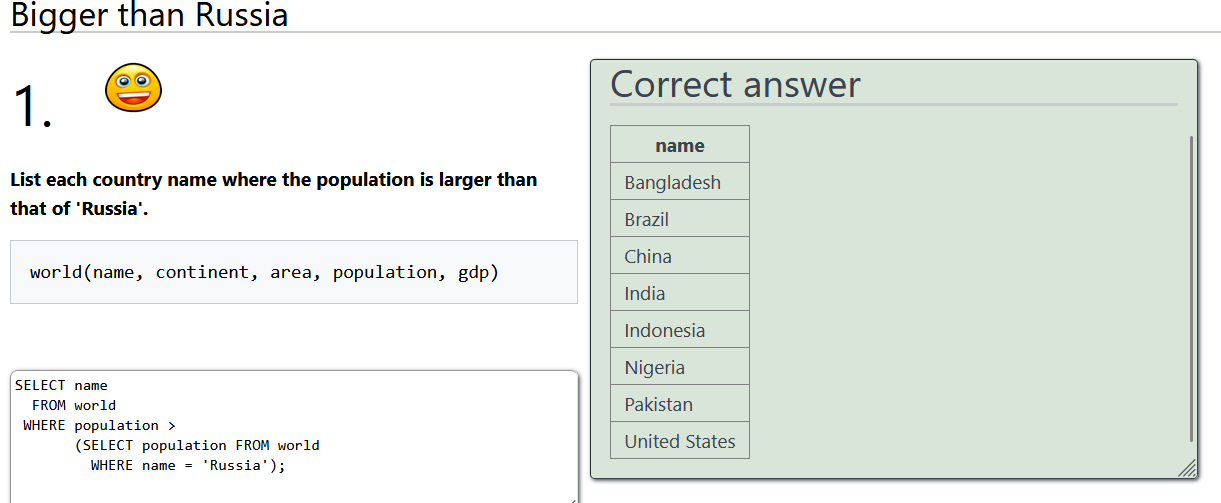 Bigger than Russia
1.
List each country name where the population is larger than
that of 'Russia'.
world(name, continent, area, population, gdp)
SELECT name
  FROM world
 WHERE population >
       (SELECT population FROM world
         WHERE name = 'Russia');
Correct answer
name
Bangladesh
Brazil
China
India
Indonesia
Nigeria
Pakistan
United States